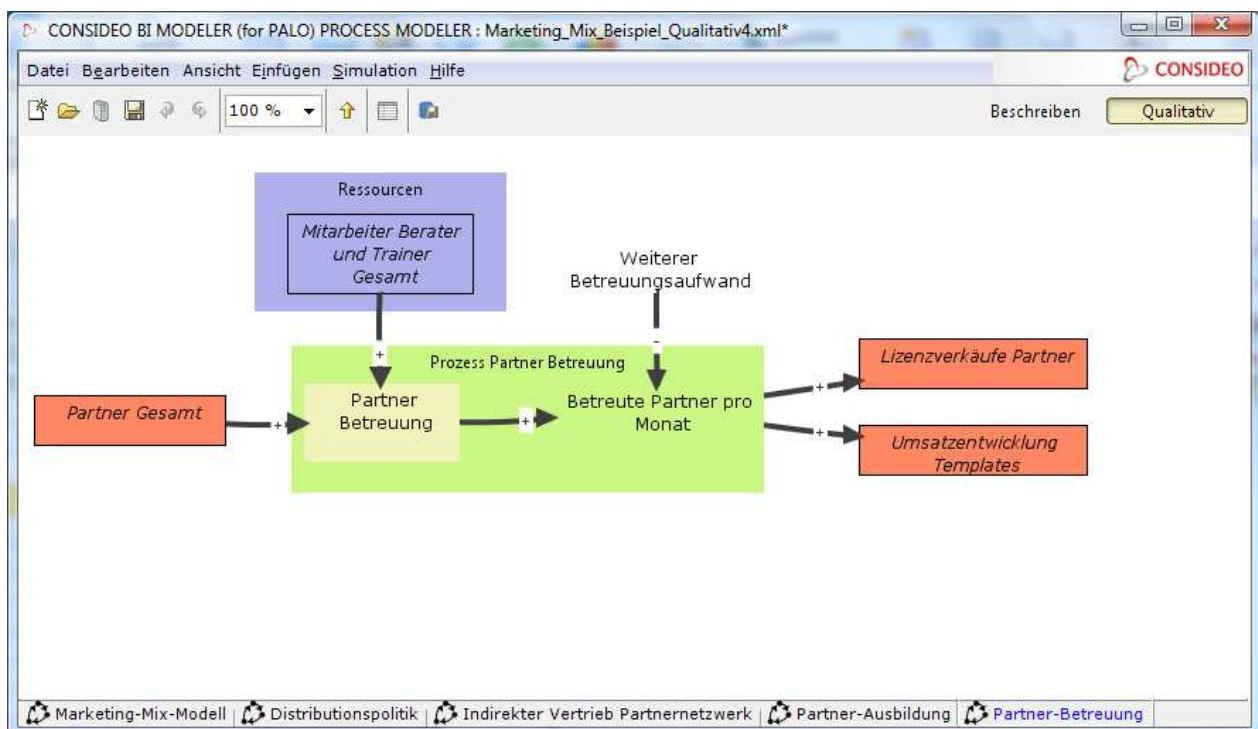 CONSIDEO BI MODELER (for PALO) PROCESS MODELER : Marketing_Mix_Beispiel_Qualitativ4.xml*
Datei Bearbeiten Ansicht Einfügen Simulation Hilfe
CONSIDEO
100 %
Beschreiben
Qualitativ
Ressourcen
Mitarbeiter Berater
und Trainer
Gesamt
Weiterer
Betreuungsaufwand
+
-
Prozess Partner Betreuung
Lizenzverkäufe Partner
Partner Gesamt
+
Partner
Betreuung
+
Betreute Partner pro
Monat
+
+
Umsatzentwicklung
Templates
Marketing-Mix-Modell
Distributionspolitik
Indirekter Vertrieb Partnernetzwerk
Partner-Ausbildung
Partner-Betreuung